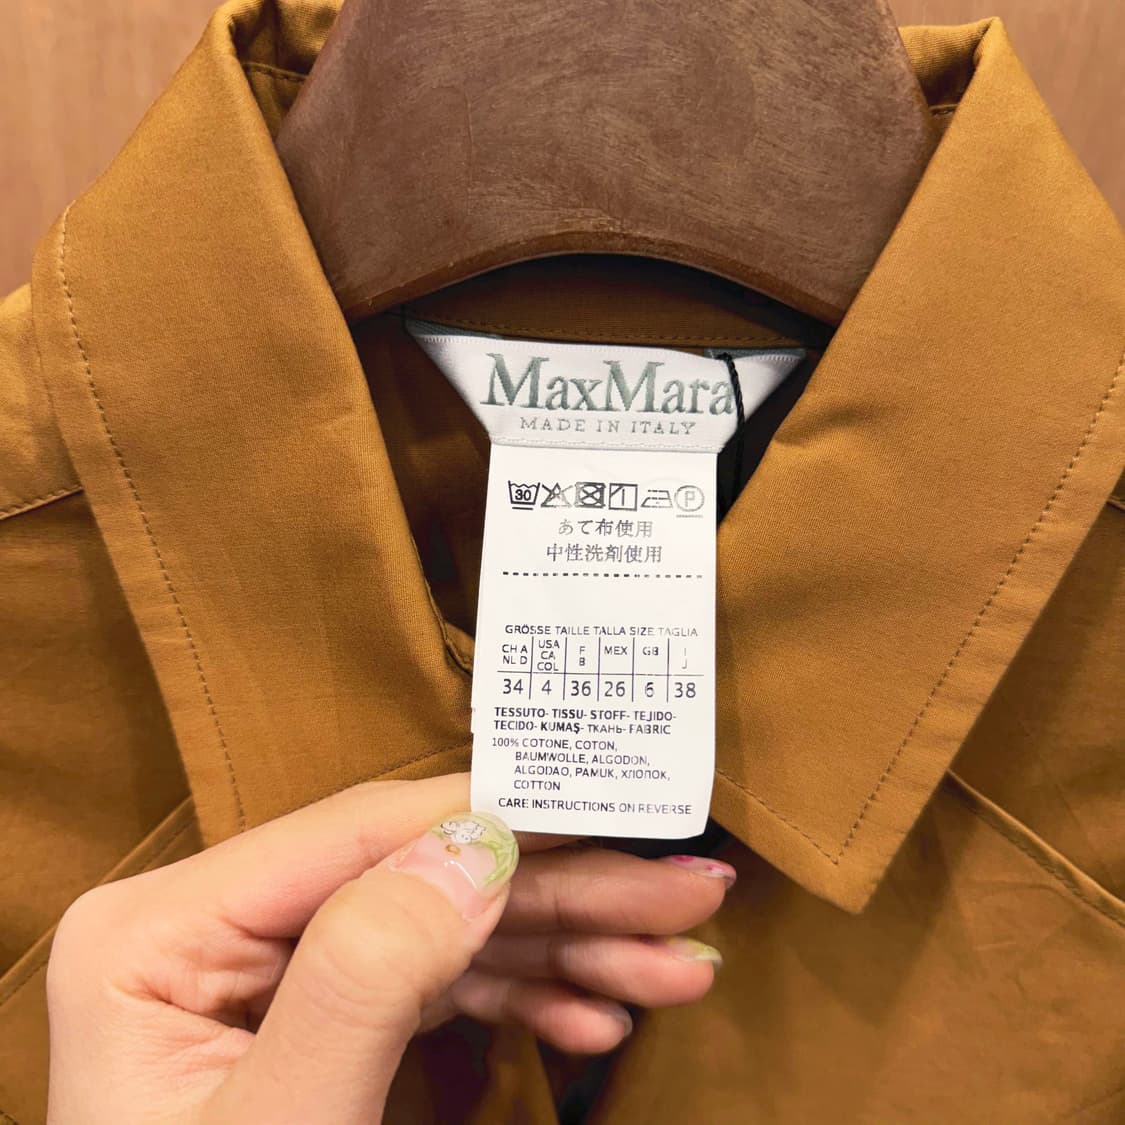 MaxMara
MADE IN ITALY
30 P
あて布使用
中性洗剤使用
GRÖSSE TAILLE TALLA SIZE TAGLIA
CH A NL D USA CA COL F B MEX GB I J
34 4 36 26 6 38
TESSUTO- TISSU- STOFF- TEJIDO-
TECIDO- KUMAŞ- ТКАНЬ- FABRIC
100% COTONE, COTON,
BAUMWOLLE, ALGODON,
ALGODAO, PAMUK, ХЛОПОК,
COTTON
CARE INSTRUCTIONS ON REVERSE